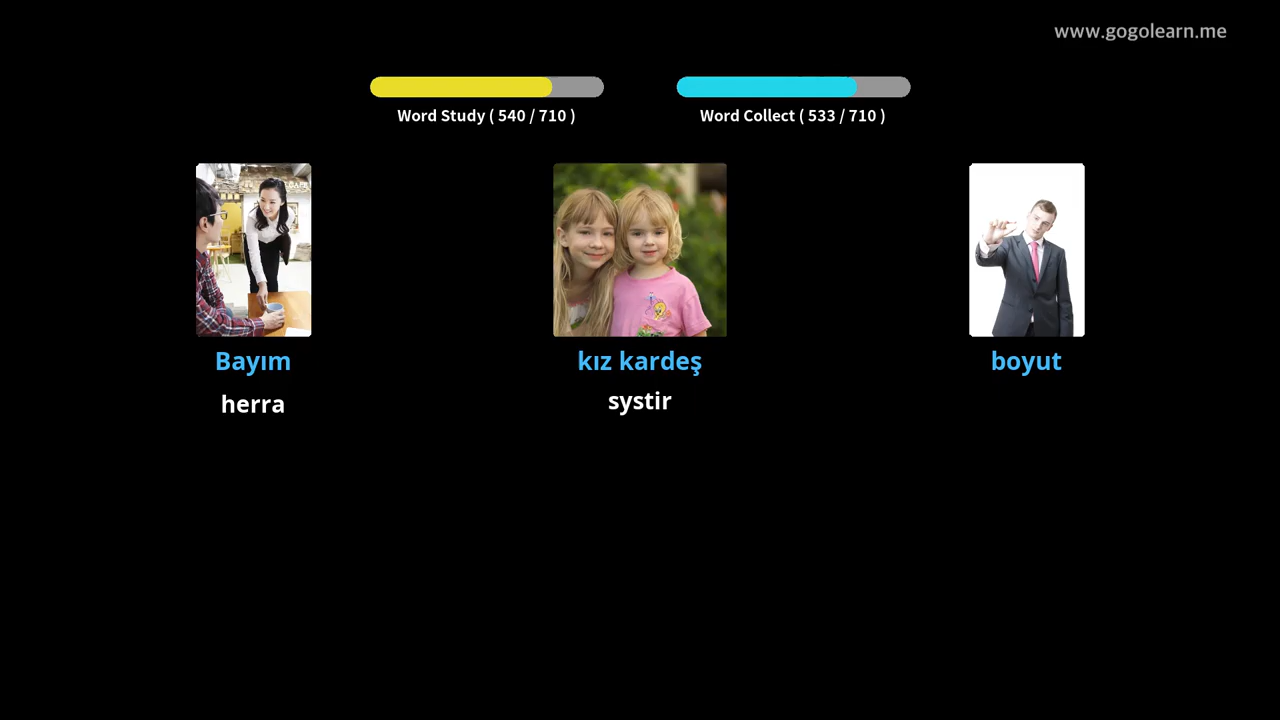 www.gogolearn.me
Word Study ( 540 / 710 )
Word Collect ( 533 / 710 )
Bayım
kız kardeş
boyut
herra
systir